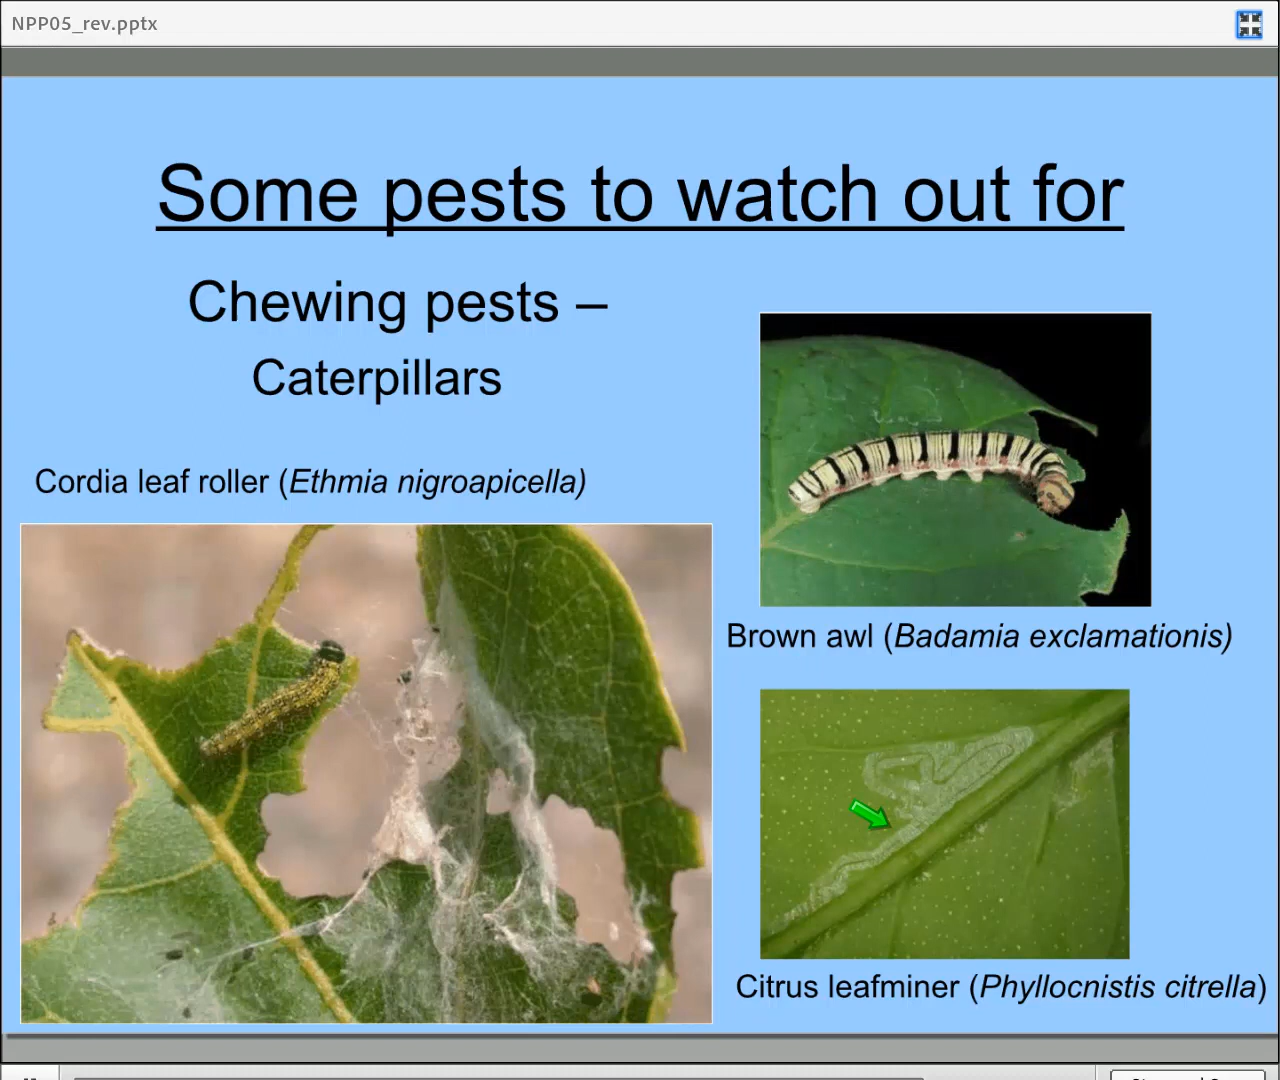 NPP05_rev.pptx
Some pests to watch out for
Chewing pests –
Caterpillars
Cordia leaf roller (Ethmia nigroapicella)
Brown awl (Badamia exclamationis)
Citrus leafminer (Phyllocnistis citrella)